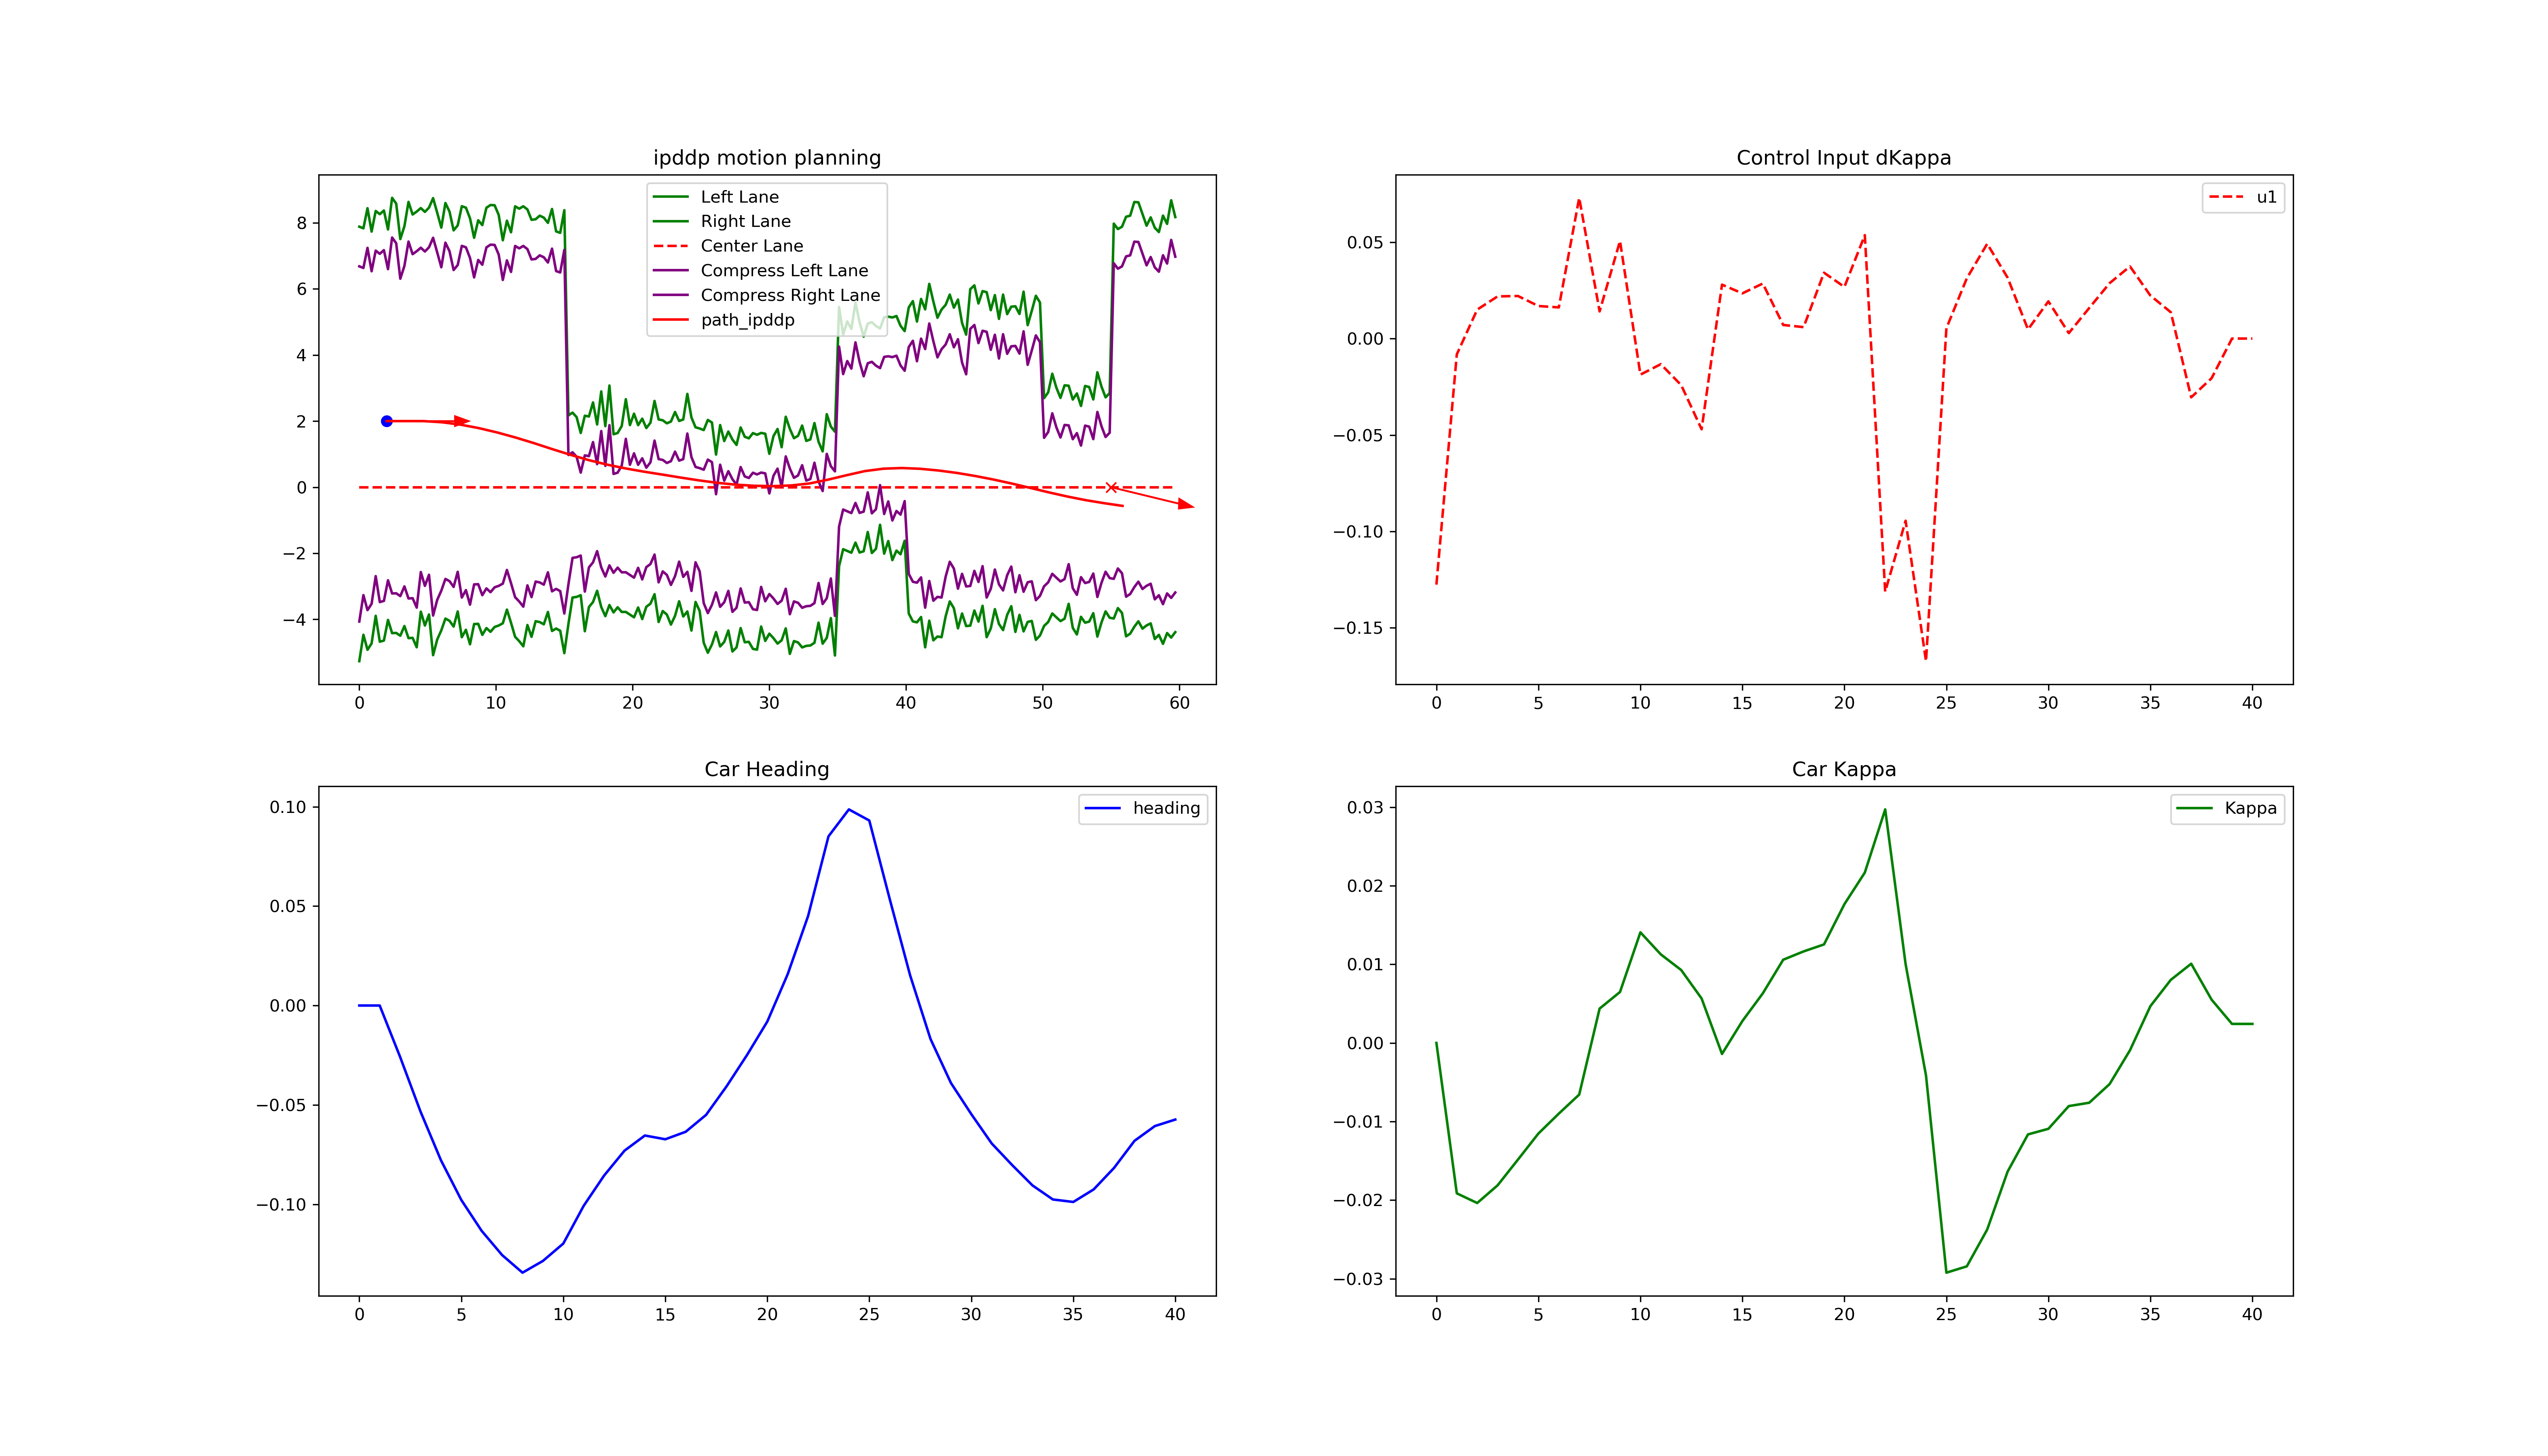 ipddp motion planning
Left Lane
Right Lane
Center Lane
Compress Left Lane
Compress Right Lane
path_ipddp
8
6
4
2
0
−2
−4
0 10 20 30 40 50 60
Control Input dKappa
u1
0.05
0.00
−0.05
−0.10
−0.15
0 5 10 15 20 25 30 35 40
Car Heading
heading
0.10
0.05
0.00
−0.05
−0.10
0 5 10 15 20 25 30 35 40
Car Kappa
Kappa
0.03
0.02
0.01
0.00
−0.01
−0.02
−0.03
0 5 10 15 20 25 30 35 40